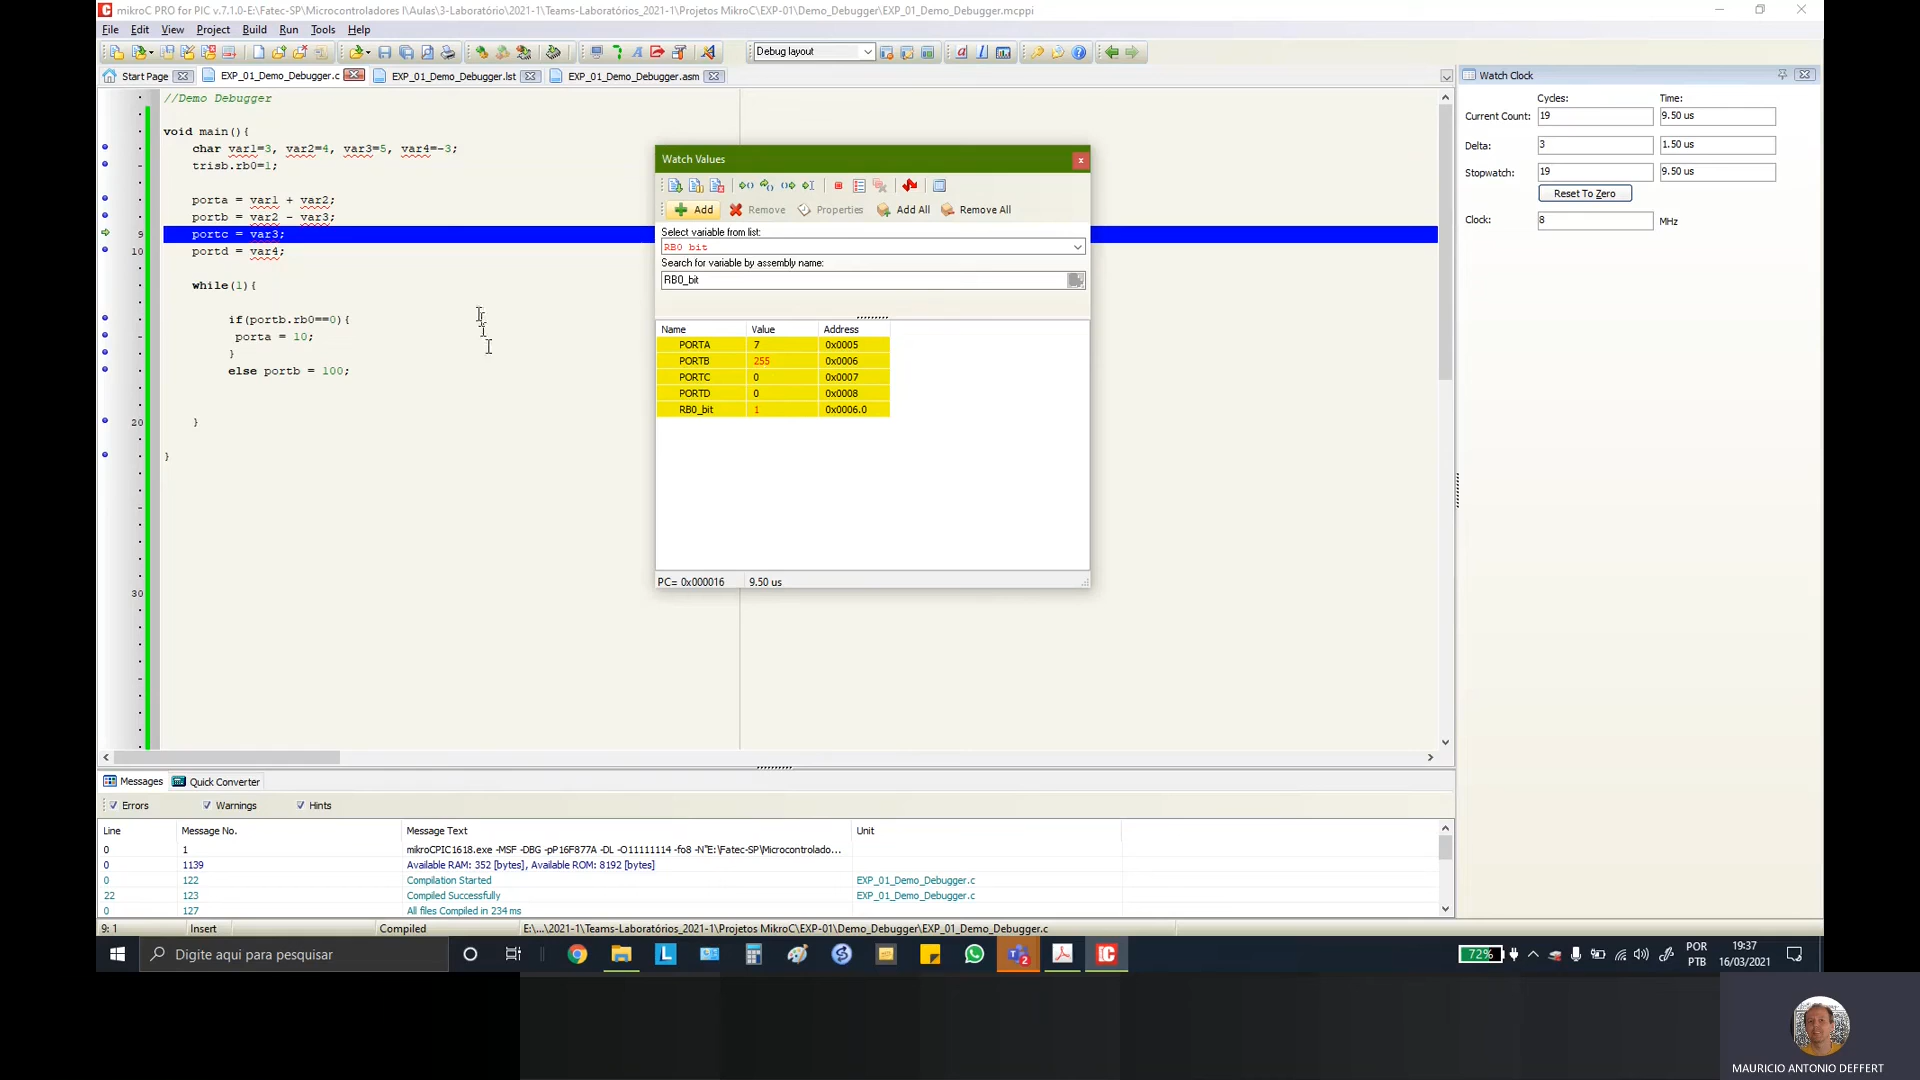 mikroC PRO for PIC v.7.1.0-E:\Fatec-SP\Microcontroladores I\Aulas\3-Laboratório\2021-1\Teams-Laboratórios_2021-1\Projetos MikroC\EXP-01\Demo_Debugger\EXP_01_Demo_Debugger.mcppi
File Edit View Project Build Run Tools Help
Debug layout
Start Page EXP_01_Demo_Debugger.c EXP_01_Demo_Debugger.lst EXP_01_Demo_Debugger.asm
//Demo Debugger
void main(){
char var1=3, var2=4, var3=5, var4=-3;
trisb.rb0=1;
porta = var1 + var2;
portb = var2 - var3;
9 portc = var3;
10 portd = var4;
while(1){
if(portb.rb0==0){
porta = 10;
}
else portb = 100;
20 }
}
30
Watch Values
Add Remove Properties Add All Remove All
Select variable from list:
RB0_bit
Search for variable by assembly name:
RB0_bit
Name Value Address
PORTA 7 0x0005
PORTB 255 0x0006
PORTC 0 0x0007
PORTD 0 0x0008
RB0_bit 1 0x0006.0
PC= 0x000016 9.50 us
Watch Clock
Cycles: Time:
Current Count: 19 9.50 us
Delta: 3 1.50 us
Stopwatch: 19 9.50 us
Reset To Zero
Clock: 8 MHz
Messages Quick Converter
Errors Warnings Hints
Line Message No. Message Text Unit
0 1 mikroCPIC1618.exe -MSF -DBG -pP16F877A -DL -O11111114 -fo8 -N"E:\Fatec-SP\Microcontrolado...
0 1139 Available RAM: 352 [bytes], Available ROM: 8192 [bytes]
0 122 Compilation Started EXP_01_Demo_Debugger.c
22 123 Compiled Successfully EXP_01_Demo_Debugger.c
0 127 All files Compiled in 234 ms
9: 1 Insert Compiled E:\...\2021-1\Teams-Laboratórios_2021-1\Projetos MikroC\EXP-01\Demo_Debugger\EXP_01_Demo_Debugger.c
Digite aqui para pesquisar
72%
POR
PTB
19:37
16/03/2021
MAURICIO ANTONIO DEFFERT